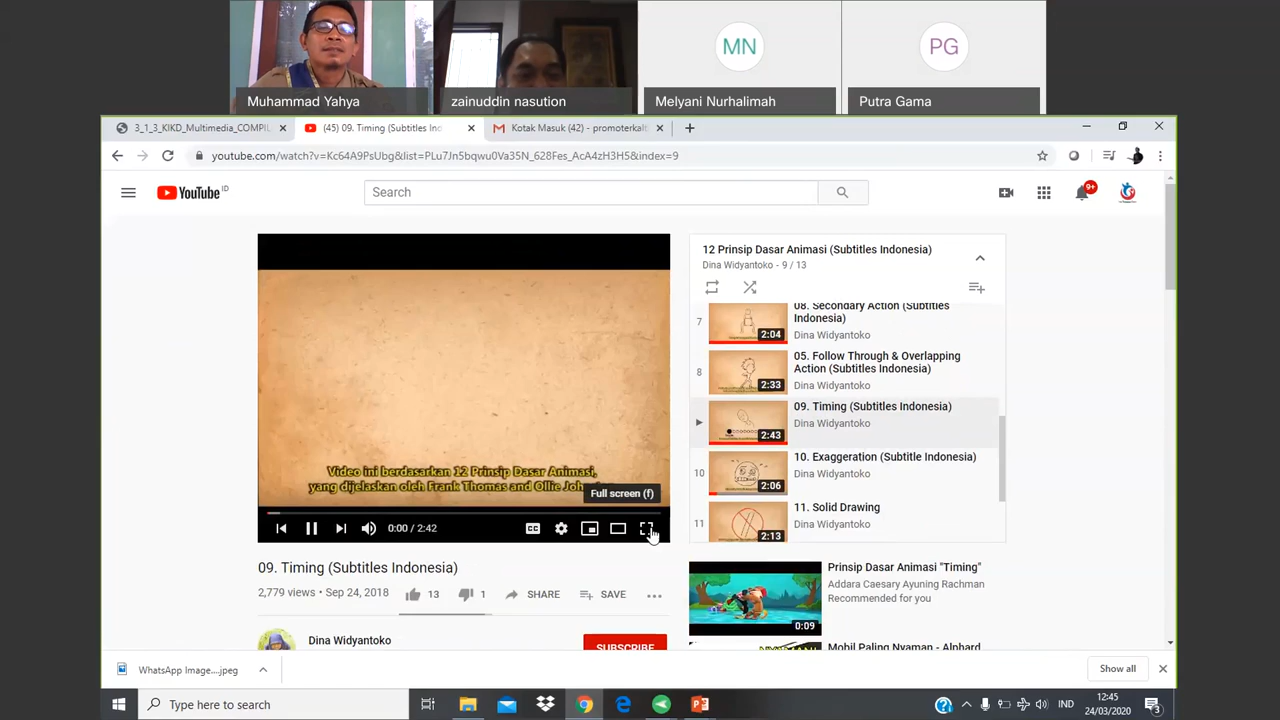 MN
PG
Muhammad Yahya
zainuddin nasution
Melyani Nurhalimah
Putra Gama
3_1_3_KIKD_Multimedia_COMPIL
(45) 09. Timing (Subtitles Ind
Kotak Masuk (42) - promoterkalt
youtube.com/watch?v=Kc64A9PsUbg&list=PLu7Jn5bqwu0Va35N_628Fes_AcA4zH3H5&index=9
YouTube ID
Search
9+
12 Prinsip Dasar Animasi (Subtitles Indonesia)
Dina Widyantoko - 9 / 13
7
2:04
08. Secondary Action (Subtitles
Indonesia)
Dina Widyantoko
8
2:33
05. Follow Through & Overlapping
Action (Subtitles Indonesia)
Dina Widyantoko
2:43
09. Timing (Subtitles Indonesia)
Dina Widyantoko
10
2:06
10. Exaggeration (Subtitle Indonesia)
Dina Widyantoko
11
2:13
11. Solid Drawing
Dina Widyantoko
Video ini berdasarkan 12 Prinsip Dasar Animasi,
yang dijelaskan oleh Frank Thomas and Ollie
Full screen (f)
0:00 / 2:42
CC
09. Timing (Subtitles Indonesia)
2,779 views • Sep 24, 2018
13
1
SHARE
SAVE
Dina Widyantoko
SUBSCRIBE
0:09
Prinsip Dasar Animasi "Timing"
Addara Caesary Ayuning Rachman
Recommended for you
Mobil Paling Nyaman - Alphard
WhatsApp Image....jpeg
Show all
Type here to search
IND
12:45
24/03/2020
3